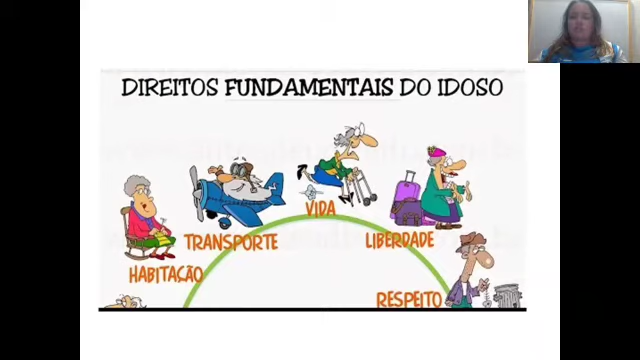 DIREITOS FUNDAMENTAIS DO IDOSO
VIDA
TRANSPORTE
LIBERDADE
HABITAÇÃO
RESPEITO